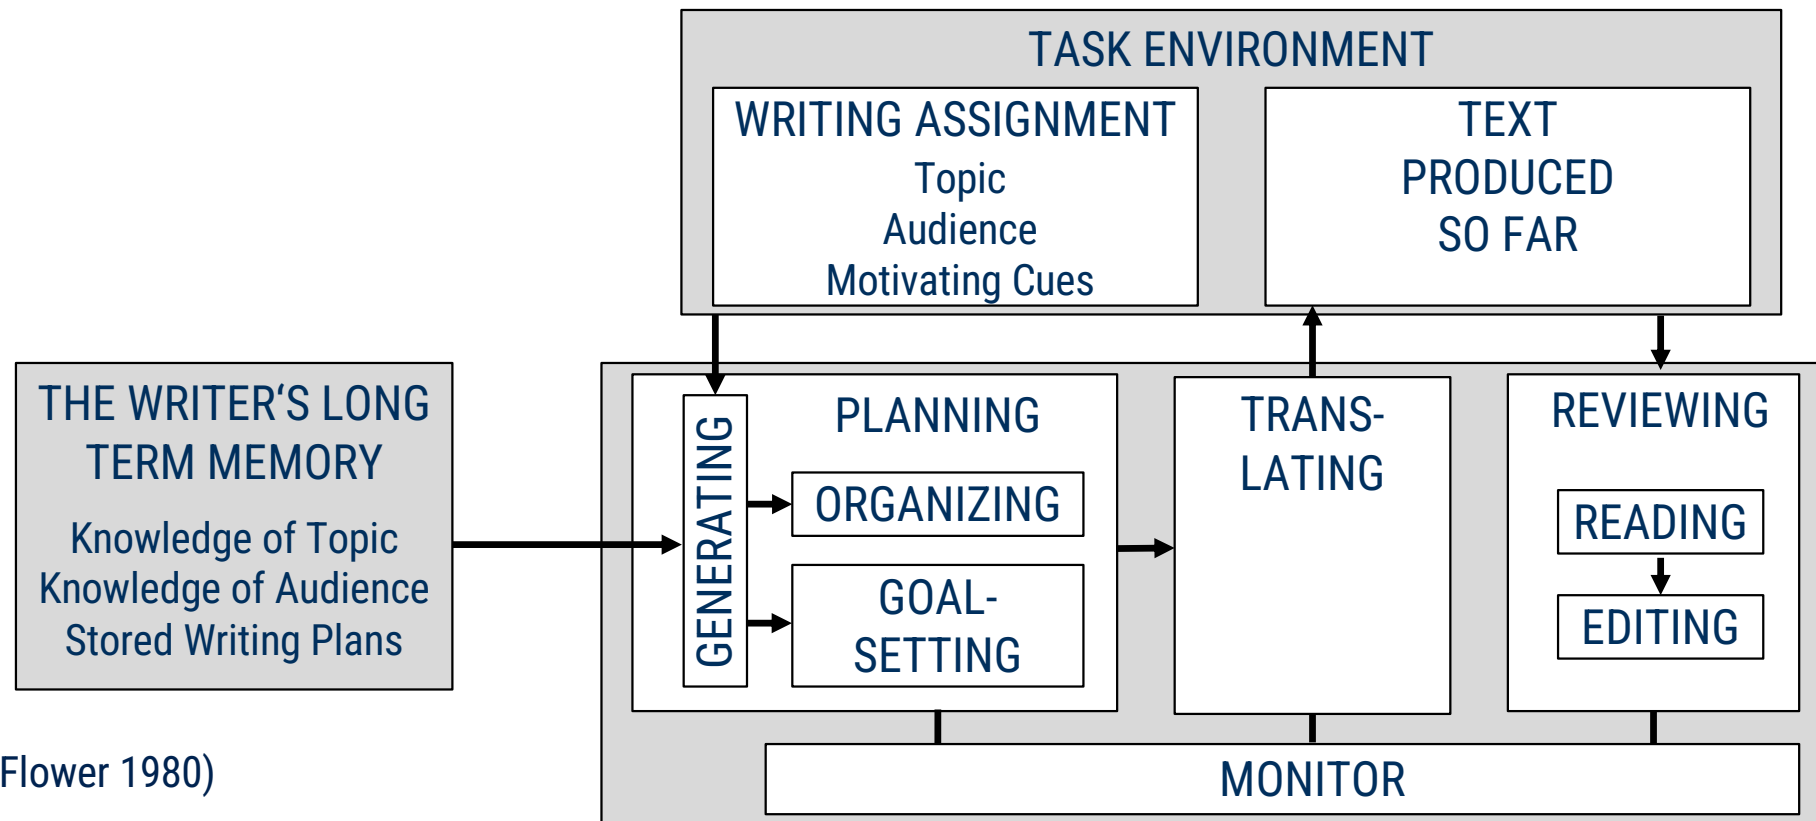 TASK ENVIRONMENT
WRITING ASSIGNMENT
Topic
Audience
Motivating Cues
TEXT
PRODUCED
SO FAR
THE WRITER‘S LONG
TERM MEMORY
Knowledge of Topic
Knowledge of Audience
Stored Writing Plans
GENERATING
PLANNING
ORGANIZING
GOAL-
SETTING
TRANS-
LATING
REVIEWING
READING
EDITING
MONITOR
Flower 1980)